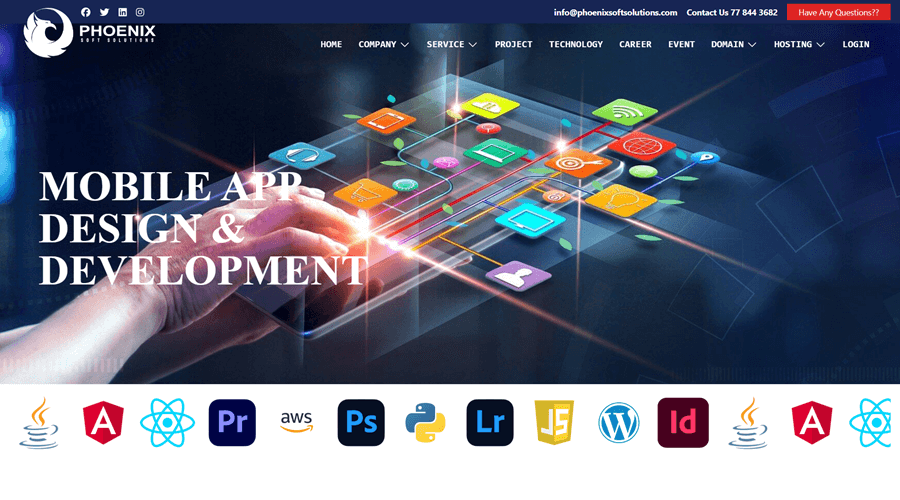 info@phoenixsoftsolutions.com Contact Us 77 844 3682 Have Any Questions??
PHOENIX
SOFT SOLUTIONS
HOME COMPANY SERVICE PROJECT TECHNOLOGY CAREER EVENT DOMAIN HOSTING LOGIN
MOBILE APP
DESIGN &
DEVELOPMENT
A Pr aws Ps Lr JS W Id A